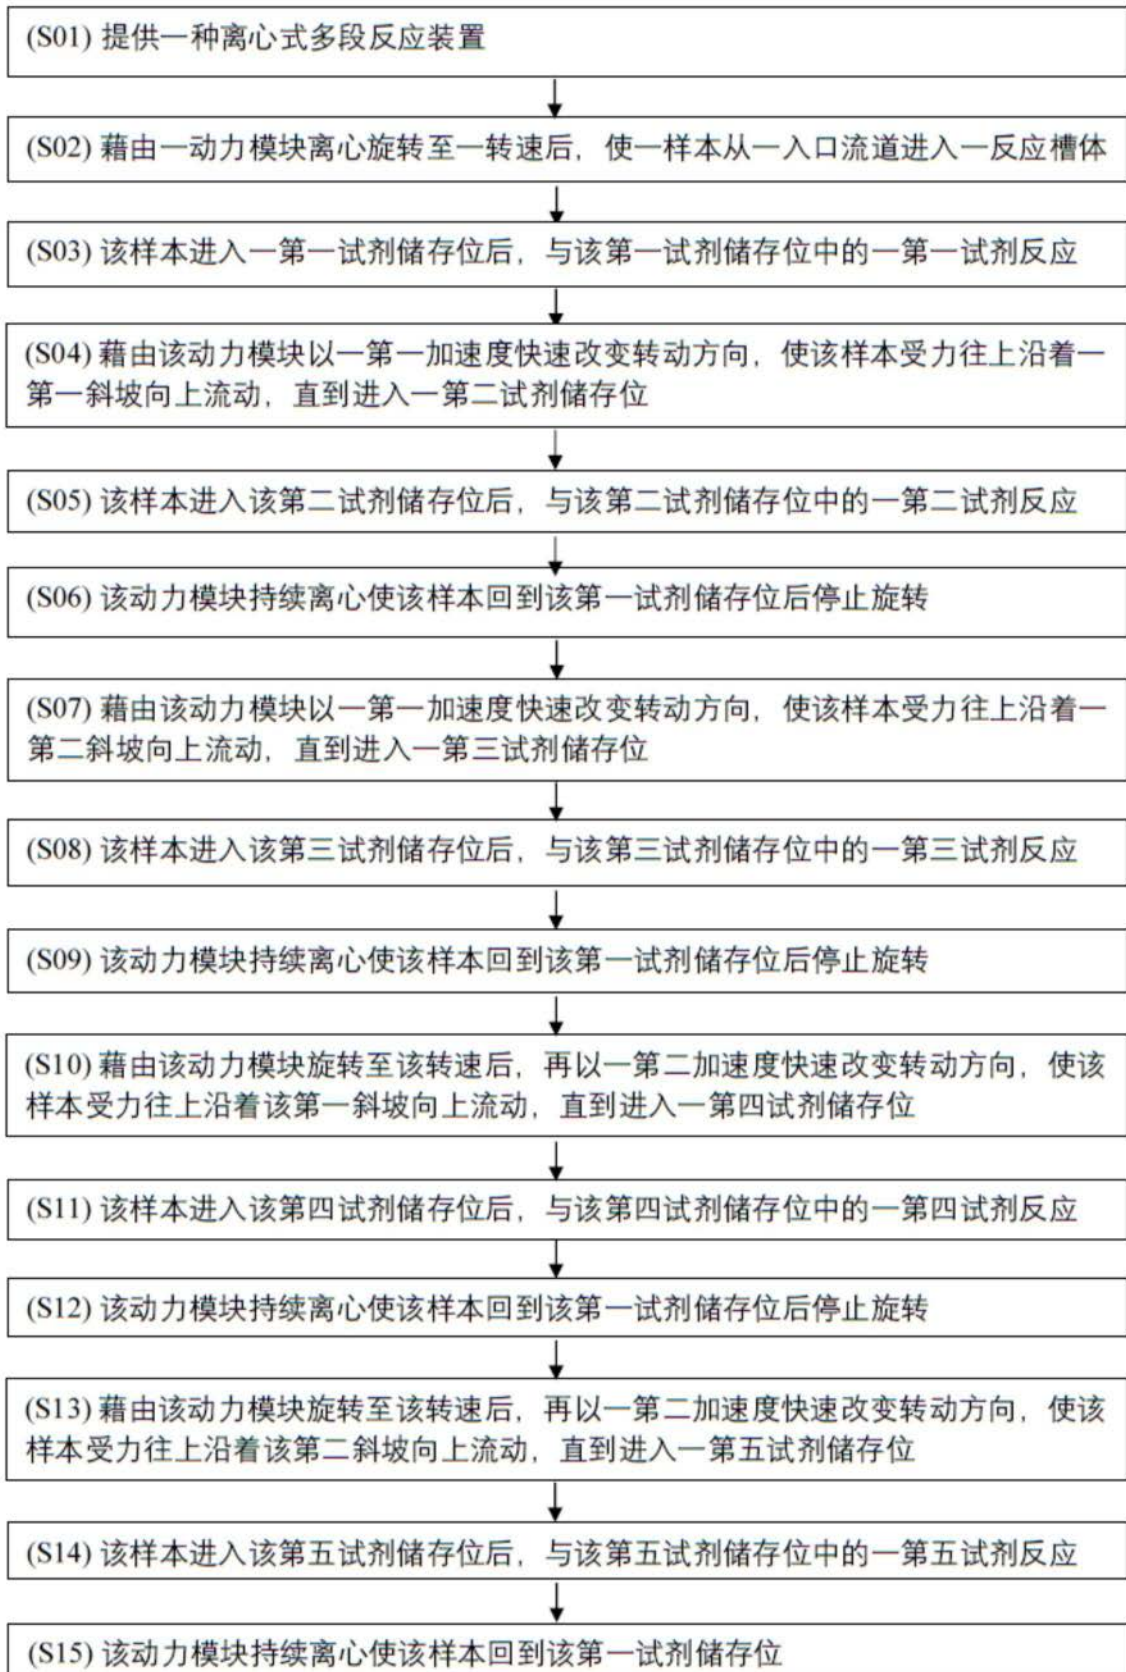 (S01) 提供一种离心式多段反应装置
(S02) 藉由一动力模块离心旋转至一转速后，使一样本从一入口流道进入一反应槽体
(S03) 该样本进入一第一试剂储存位后，与该第一试剂储存位中的一第一试剂反应
(S04) 藉由该动力模块以一第一加速度快速改变转动方向，使该样本受力往上沿着一
第一斜坡向上流动，直到进入一第二试剂储存位
(S05) 该样本进入该第二试剂储存位后，与该第二试剂储存位中的一第二试剂反应
(S06) 该动力模块持续离心使该样本回到该第一试剂储存位后停止旋转
(S07) 藉由该动力模块以一第一加速度快速改变转动方向，使该样本受力往上沿着一
第二斜坡向上流动，直到进入一第三试剂储存位
(S08) 该样本进入该第三试剂储存位后，与该第三试剂储存位中的一第三试剂反应
(S09) 该动力模块持续离心使该样本回到该第一试剂储存位后停止旋转
(S10) 藉由该动力模块旋转至该转速后，再以一第二加速度快速改变转动方向，使该
样本受力往上沿着该第一斜坡向上流动，直到进入一第四试剂储存位
(S11) 该样本进入该第四试剂储存位后，与该第四试剂储存位中的一第四试剂反应
(S12) 该动力模块持续离心使该样本回到该第一试剂储存位后停止旋转
(S13) 藉由该动力模块旋转至该转速后，再以一第二加速度快速改变转动方向，使该
样本受力往上沿着该第二斜坡向上流动，直到进入一第五试剂储存位
(S14) 该样本进入该第五试剂储存位后，与该第五试剂储存位中的一第五试剂反应
(S15) 该动力模块持续离心使该样本回到该第一试剂储存位